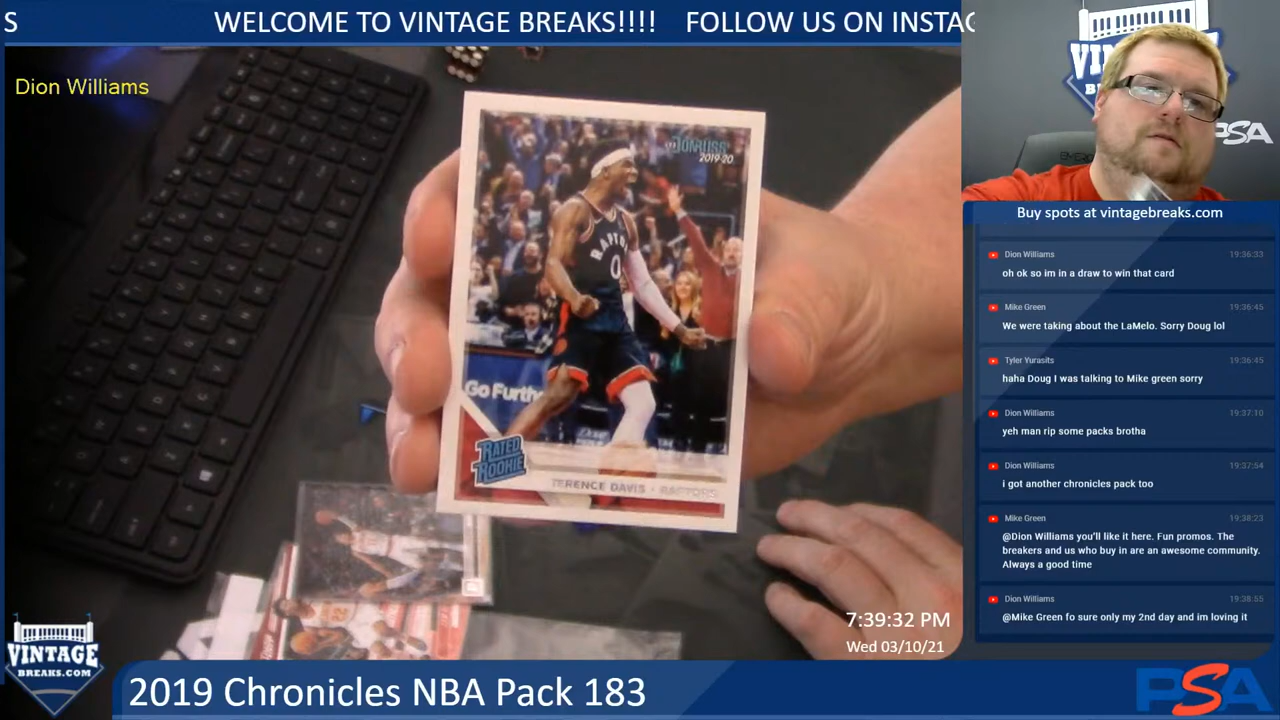 S WELCOME TO VINTAGE BREAKS!!!! FOLLOW US ON INSTAG
Dion Williams
DONRUSS
2019-20
RAPTO
0
Go Furth
RATED
ROOKIE
TERENCE DAVIS - RAPTORS
VINTAGE
BREAKS.COM
7:39:32 PM
Wed 03/10/21
2019 Chronicles NBA Pack 183
VIN
B
PSA
Buy spots at vintagebreaks.com
Dion Williams 19:36:33
oh ok so im in a draw to win that card
Mike Green 19:36:45
We were taking about the LaMelo. Sorry Doug lol
Tyler Yurasits 19:36:45
haha Doug I was talking to Mike green sorry
Dion Williams 19:37:10
yeh man rip some packs brotha
Dion Williams 19:37:54
i got another chronicles pack too
Mike Green 19:38:23
@Dion Williams you'll like it here. Fun promos. The
breakers and us who buy in are an awesome community.
Always a good time
Dion Williams 19:38:55
@Mike Green fo sure only my 2nd day and im loving it
PSA